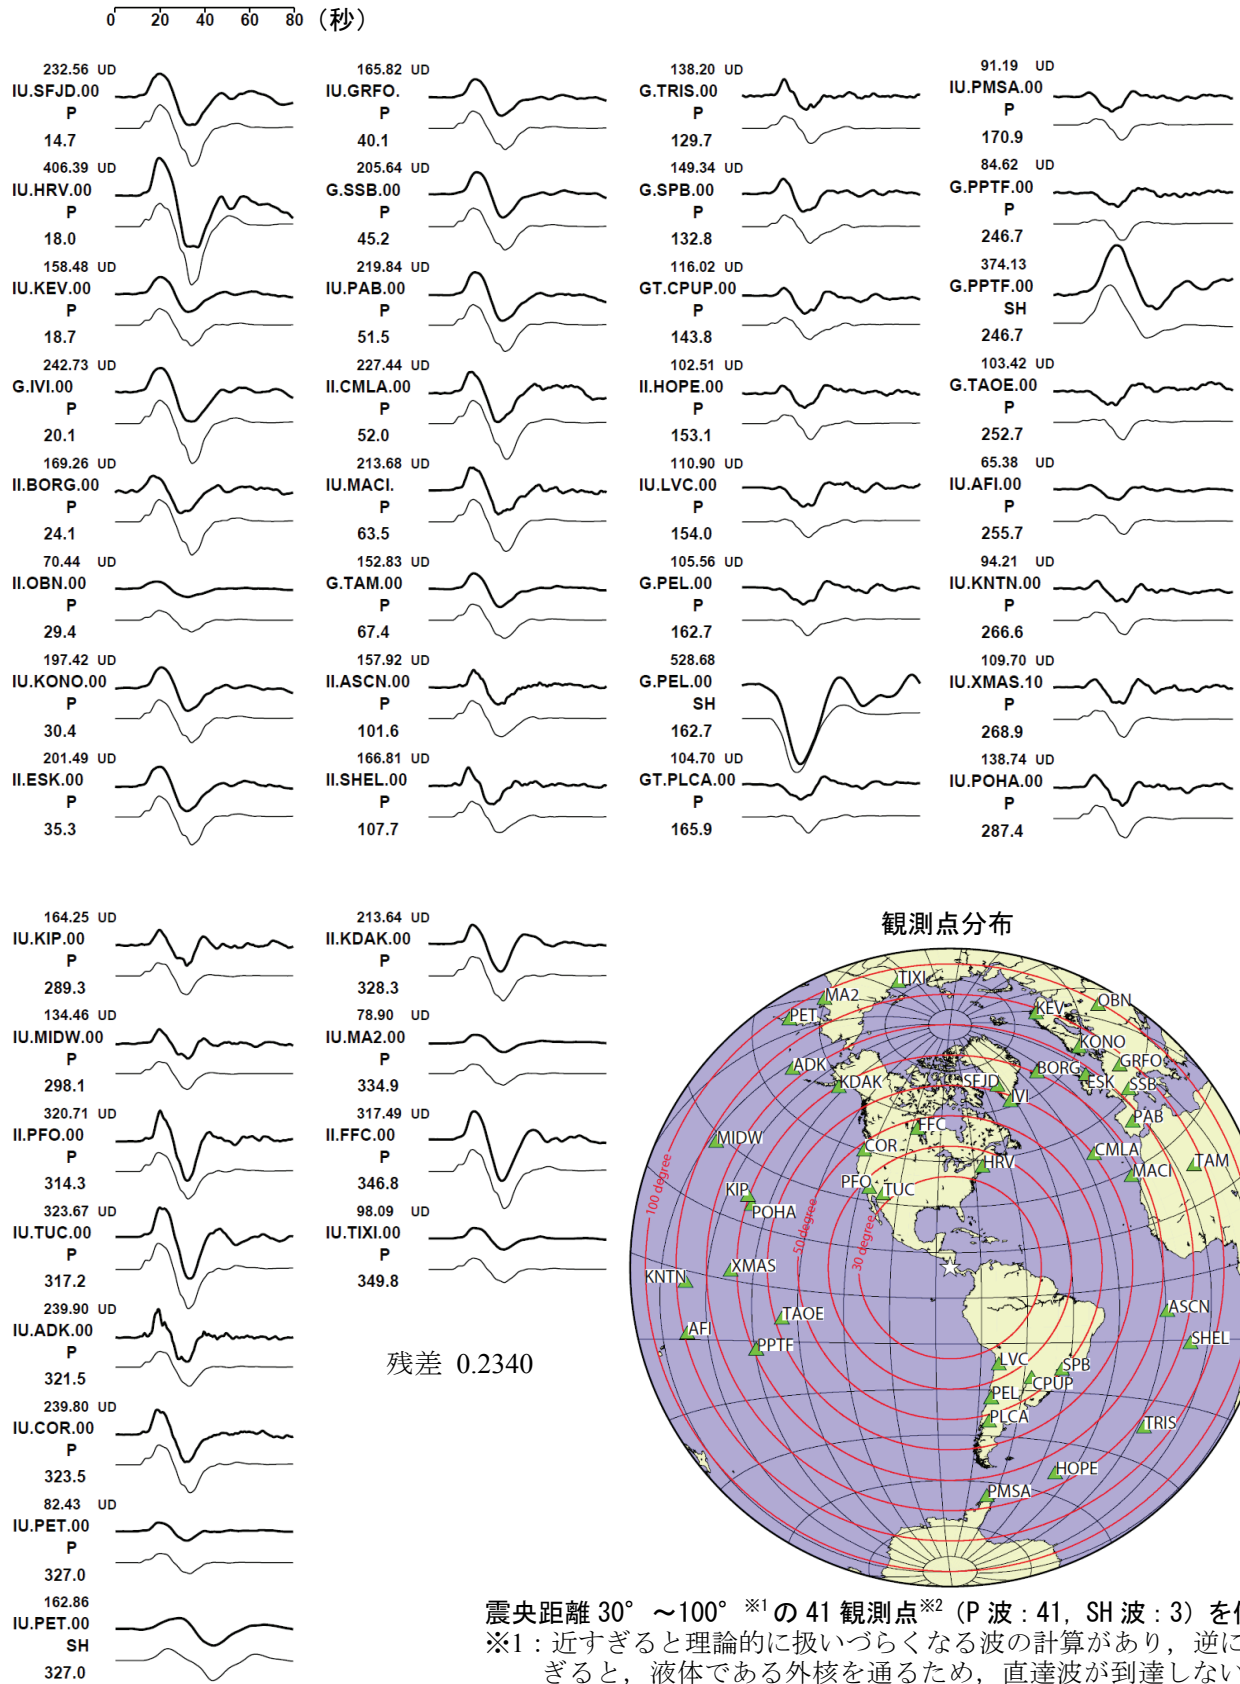 0 20 40 60 80 (秒)
232.56 UD
IU.SFJD.00
P
14.7
406.39 UD
IU.HRV.00
P
18.0
158.48 UD
IU.KEV.00
P
18.7
242.73 UD
G.IVI.00
P
20.1
169.26 UD
II.BORG.00
P
24.1
70.44 UD
II.OBN.00
P
29.4
197.42 UD
IU.KONO.00
P
30.4
201.49 UD
II.ESK.00
P
35.3
165.82 UD
IU.GRFO.
P
40.1
205.64 UD
G.SSB.00
P
45.2
219.84 UD
IU.PAB.00
P
51.5
227.44 UD
II.CMLA.00
P
52.0
213.68 UD
IU.MACI.
P
63.5
152.83 UD
G.TAM.00
P
67.4
157.92 UD
II.ASCN.00
P
101.6
166.81 UD
II.SHEL.00
P
107.7
138.20 UD
G.TRIS.00
P
129.7
149.34 UD
G.SPB.00
P
132.8
116.02 UD
GT.CPUP.00
P
143.8
102.51 UD
II.HOPE.00
P
153.1
110.90 UD
IU.LVC.00
P
154.0
105.56 UD
G.PEL.00
P
162.7
528.68
G.PEL.00
SH
162.7
104.70 UD
GT.PLCA.00
P
165.9
91.19 UD
IU.PMSA.00
P
170.9
84.62 UD
G.PPTF.00
P
246.7
374.13
G.PPTF.00
SH
246.7
103.42 UD
G.TAOE.00
P
252.7
65.38 UD
IU.AFI.00
P
255.7
94.21 UD
IU.KNTN.00
P
266.6
109.70 UD
IU.XMAS.10
P
268.9
138.74 UD
IU.POHA.00
P
287.4
164.25 UD
IU.KIP.00
P
289.3
134.46 UD
IU.MIDW.00
P
298.1
320.71 UD
II.PFO.00
P
314.3
323.67 UD
IU.TUC.00
P
317.2
239.90 UD
IU.ADK.00
P
321.5
239.80 UD
IU.COR.00
P
323.5
82.43 UD
IU.PET.00
P
327.0
162.86
IU.PET.00
SH
327.0
213.64 UD
II.KDAK.00
P
328.3
78.90 UD
IU.MA2.00
P
334.9
317.49 UD
II.FFC.00
P
346.8
98.09 UD
IU.TIXI.00
P
349.8
残差 0.2340
観測点分布
TIXI
MA2
PET
KEV
OBN
KONO
ADK
KDAK
SFJD
IVI
BORG
ESK
GRFO
SSB
PAB
FFC
COR
HRV
CMLA
MACI
TAM
MIDW
PFO
TUC
KIP
POHA
100 degree
50 degree
30 degree
XMAS
KNTN
TAOE
AFI
PPTF
ASCN
SHEL
LVC
SPB
CPUP
PEL
PLCA
TRIS
HOPE
PMSA
震央距離 30° ~100° ※1 の 41 観測点※2 (P 波:41, SH 波:3) を
※1:近すぎると理論的に扱いづらくなる波の計算があり,逆に
ぎると,液体である外核を通るため,直達波が到達しない